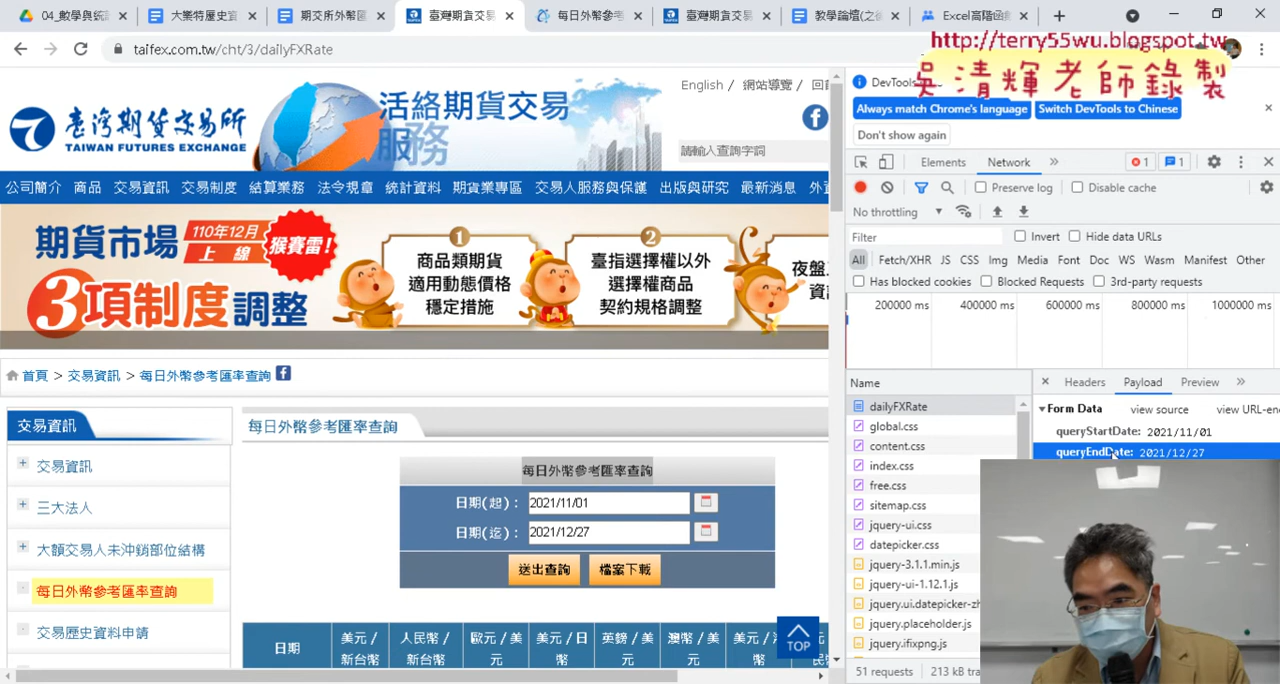 04_數學與統計
大業特屋史資
期交所外幣匯
臺灣期貨交易
每日外幣參考
臺灣期貨交易
教學論壇(之後
Excel高階函數
taifex.com.tw/cht/3/dailyFXRate
http://terry55wu.blogspot.tw
吳清輝老師錄製
臺灣期貨交易所
TAIWAN FUTURES EXCHANGE
活絡期貨交易
服務
English / 網站導覽 / 回首
請輸入查詢字詞
公司簡介 商品 交易資訊 交易制度 結算業務 法令規章 統計資料 期貨業專區 交易人服務與保護 出版與研究 最新消息 外資
期貨市場
110年12月
上線
猴賽雷!
3項制度調整
1
商品類期貨
適用動態價格
穩定措施
2
臺指選擇權以外
選擇權商品
契約規格調整
夜盤
首頁 > 交易資訊 > 每日外幣參考匯率查詢
交易資訊
交易資訊
三大法人
大額交易人未沖銷部位結構
每日外幣參考匯率查詢
交易歷史資料申請
每日外幣參考匯率查詢
每日外幣參考匯率查詢
日期(起)： 2021/11/01
日期(迄)： 2021/12/27
送出查詢 檔案下載
日期
美元 /
新台幣
人民幣 /
新台幣
歐元 / 美
元
美元 / 日
幣
英鎊 / 美
元
澳幣 / 美
元
TOP
DevTools
Always match Chrome's language
Switch DevTools to Chinese
Don't show again
Elements Network » 1 1
Preserve log Disable cache
No throttling
Filter Invert Hide data URLs
All Fetch/XHR JS CSS Img Media Font Doc WS Wasm Manifest Other
Has blocked cookies Blocked Requests 3rd-party requests
200000 ms 400000 ms 600000 ms 800000 ms 1000000 ms
Name
Headers Payload Preview »
dailyFXRate
global.css
content.css
index.css
free.css
sitemap.css
jquery-ui.css
datepicker.css
jquery-3.1.1.min.js
jquery-ui-1.12.1.js
jquery.ui.datepicker-zh
jquery.placeholder.js
jquery.ifixpng.js
51 requests 213 kB tra
Form Data view source view URL-en
queryStartDate: 2021/11/01
queryEndDate: 2021/12/27